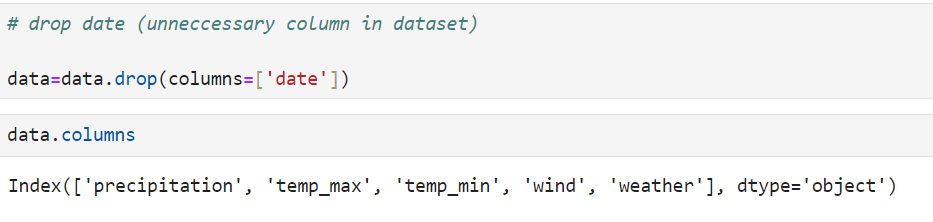 # drop date (unneccessary column in dataset)
data=data.drop(columns=['date'])
data.columns
Index(['precipitation', 'temp_max', 'temp_min', 'wind', 'weather'], dtype='object')